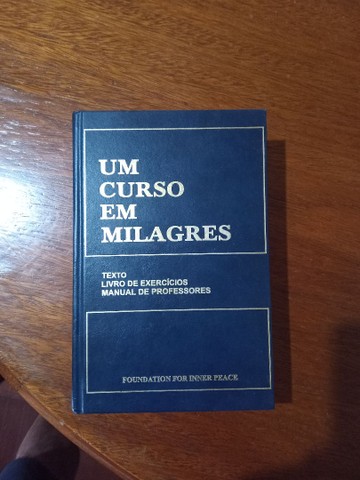 UM
CURSO
EM
MILAGRES
TEXTO
LIVRO DE EXERCÍCIOS
MANUAL DE PROFESSORES
FOUNDATION FOR INNER PEACE